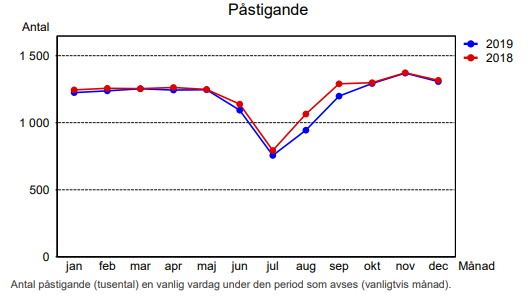 Påstigande
Antal
2019
2018
1 500
1 000
500
0
jan feb mar apr maj jun jul aug sep okt nov dec Månad
Antal påstigande (tusental) en vanlig vardag under den period som avses (vanligtvis månad).